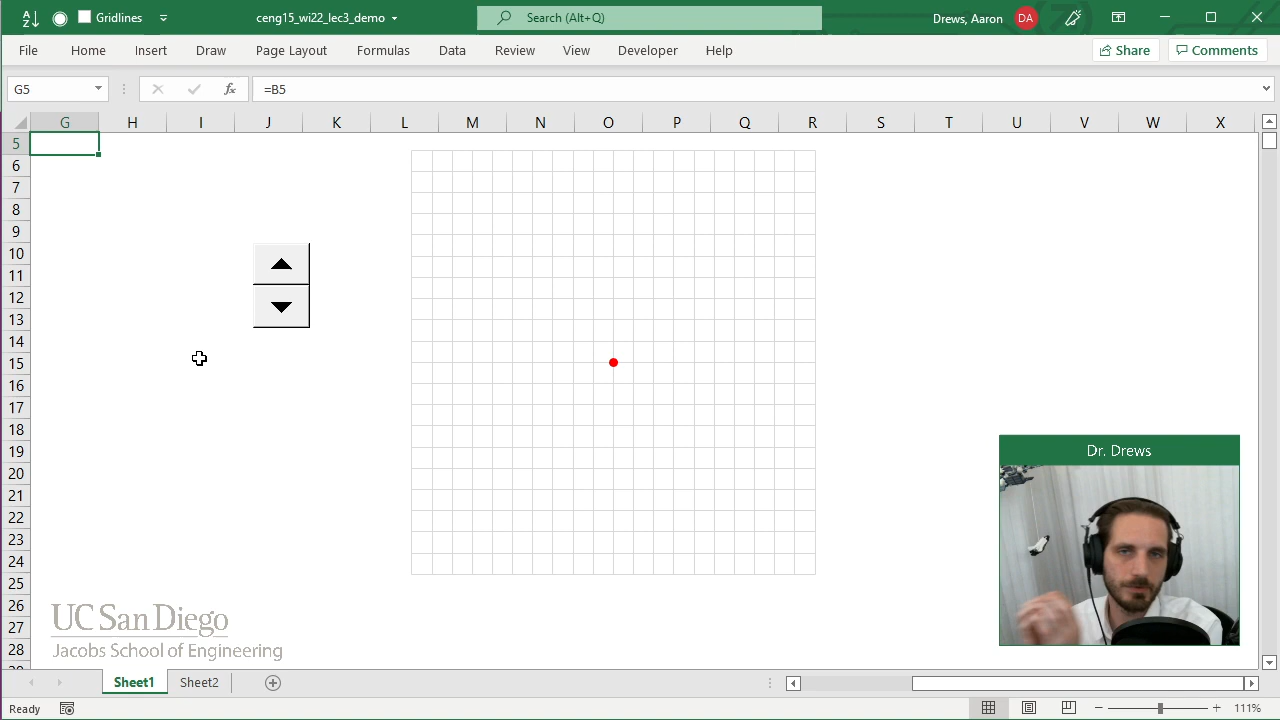 Gridlines
ceng15_wi22_lec3_demo
Search (Alt+Q)
Drews, Aaron
DA
File Home Insert Draw Page Layout Formulas Data Review View Developer Help
Share
Comments
G5
fx
=B5
G H I J K L M N O P Q R S T U V W X
5
6
7
8
9
10
11
12
13
14
15
16
17
18
19
20
21
22
23
24
25
26
27
28
Dr. Drews
UC San Diego
Jacobs School of Engineering
Sheet1 Sheet2
Ready
111%